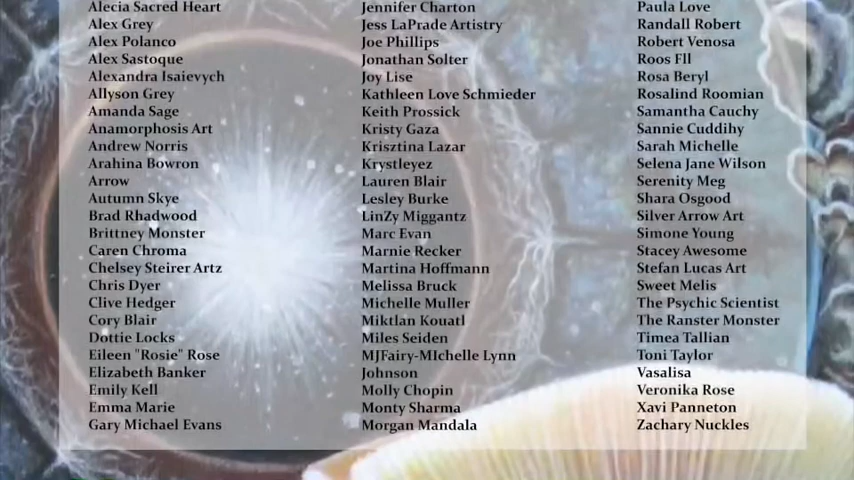 Alecia Sacred Heart
Alex Grey
Alex Polanco
Alex Sastoque
Alexandra Isaievych
Allyson Grey
Amanda Sage
Anamorphosis Art
Andrew Norris
Arahina Bowron
Arrow
Autumn Skye
Brad Rhadwood
Brittney Monster
Caren Chroma
Chelsey Steirer Artz
Chris Dyer
Clive Hedger
Cory Blair
Dottie Locks
Eileen "Rosie" Rose
Elizabeth Banker
Emily Kell
Emma Marie
Gary Michael Evans
Jennifer Charton
Jess LaPrade Artistry
Joe Phillips
Jonathan Solter
Joy Lise
Kathleen Love Schmieder
Keith Prossick
Kristy Gaza
Krisztina Lazar
Krystleyez
Lauren Blair
Lesley Burke
LinZy Miggantz
Marc Evan
Marnie Recker
Martina Hoffmann
Melissa Bruck
Michelle Muller
Miktlan Kouatl
Miles Seiden
MJFairy-MIchelle Lynn
Johnson
Molly Chopin
Monty Sharma
Morgan Mandala
Paula Love
Randall Robert
Robert Venosa
Roos Fll
Rosa Beryl
Rosalind Roomian
Samantha Cauchy
Sannie Cuddihy
Sarah Michelle
Selena Jane Wilson
Serenity Meg
Shara Osgood
Silver Arrow Art
Simone Young
Stacey Awesome
Stefan Lucas Art
Sweet Melis
The Psychic Scientist
The Ranster Monster
Timea Tallian
Toni Taylor
Vasalisa
Veronika Rose
Xavi Panneton
Zachary Nuckles